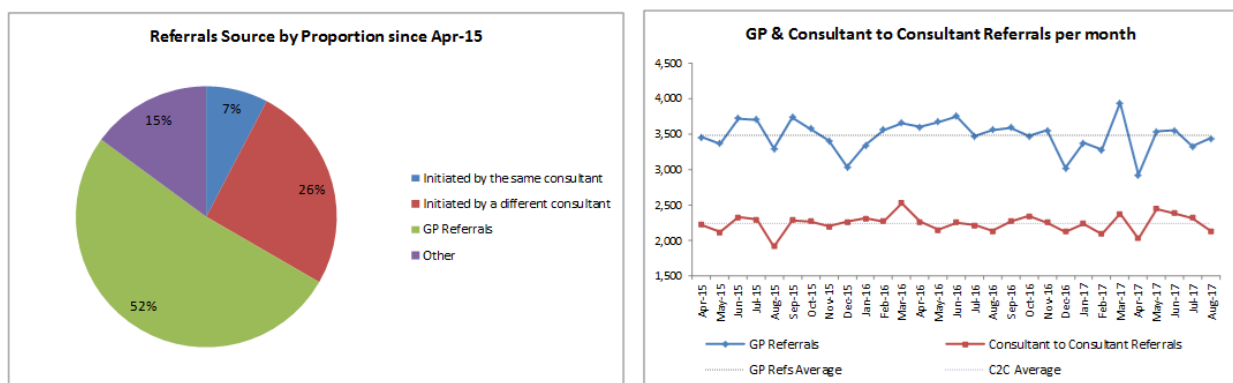 Referrals Source by Proportion since Apr-15
7%
15%
26%
52%
Initiated by the same consultant
Initiated by a different consultant
GP Referrals
Other
GP & Consultant to Consultant Referrals per month
4,500
4,000
3,500
3,000
2,500
2,000
1,500
Apr-15
May-15
Jun-15
Jul-15
Aug-15
Sep-15
Oct-15
Nov-15
Dec-15
Jan-16
Feb-16
Mar-16
Apr-16
May-16
Jun-16
Jul-16
Aug-16
Sep-16
Oct-16
Nov-16
Dec-16
Jan-17
Feb-17
Mar-17
Apr-17
May-17
Jun-17
Jul-17
Aug-17
GP Referrals
Consultant to Consultant Referrals
GP Refs Average
C2C Average